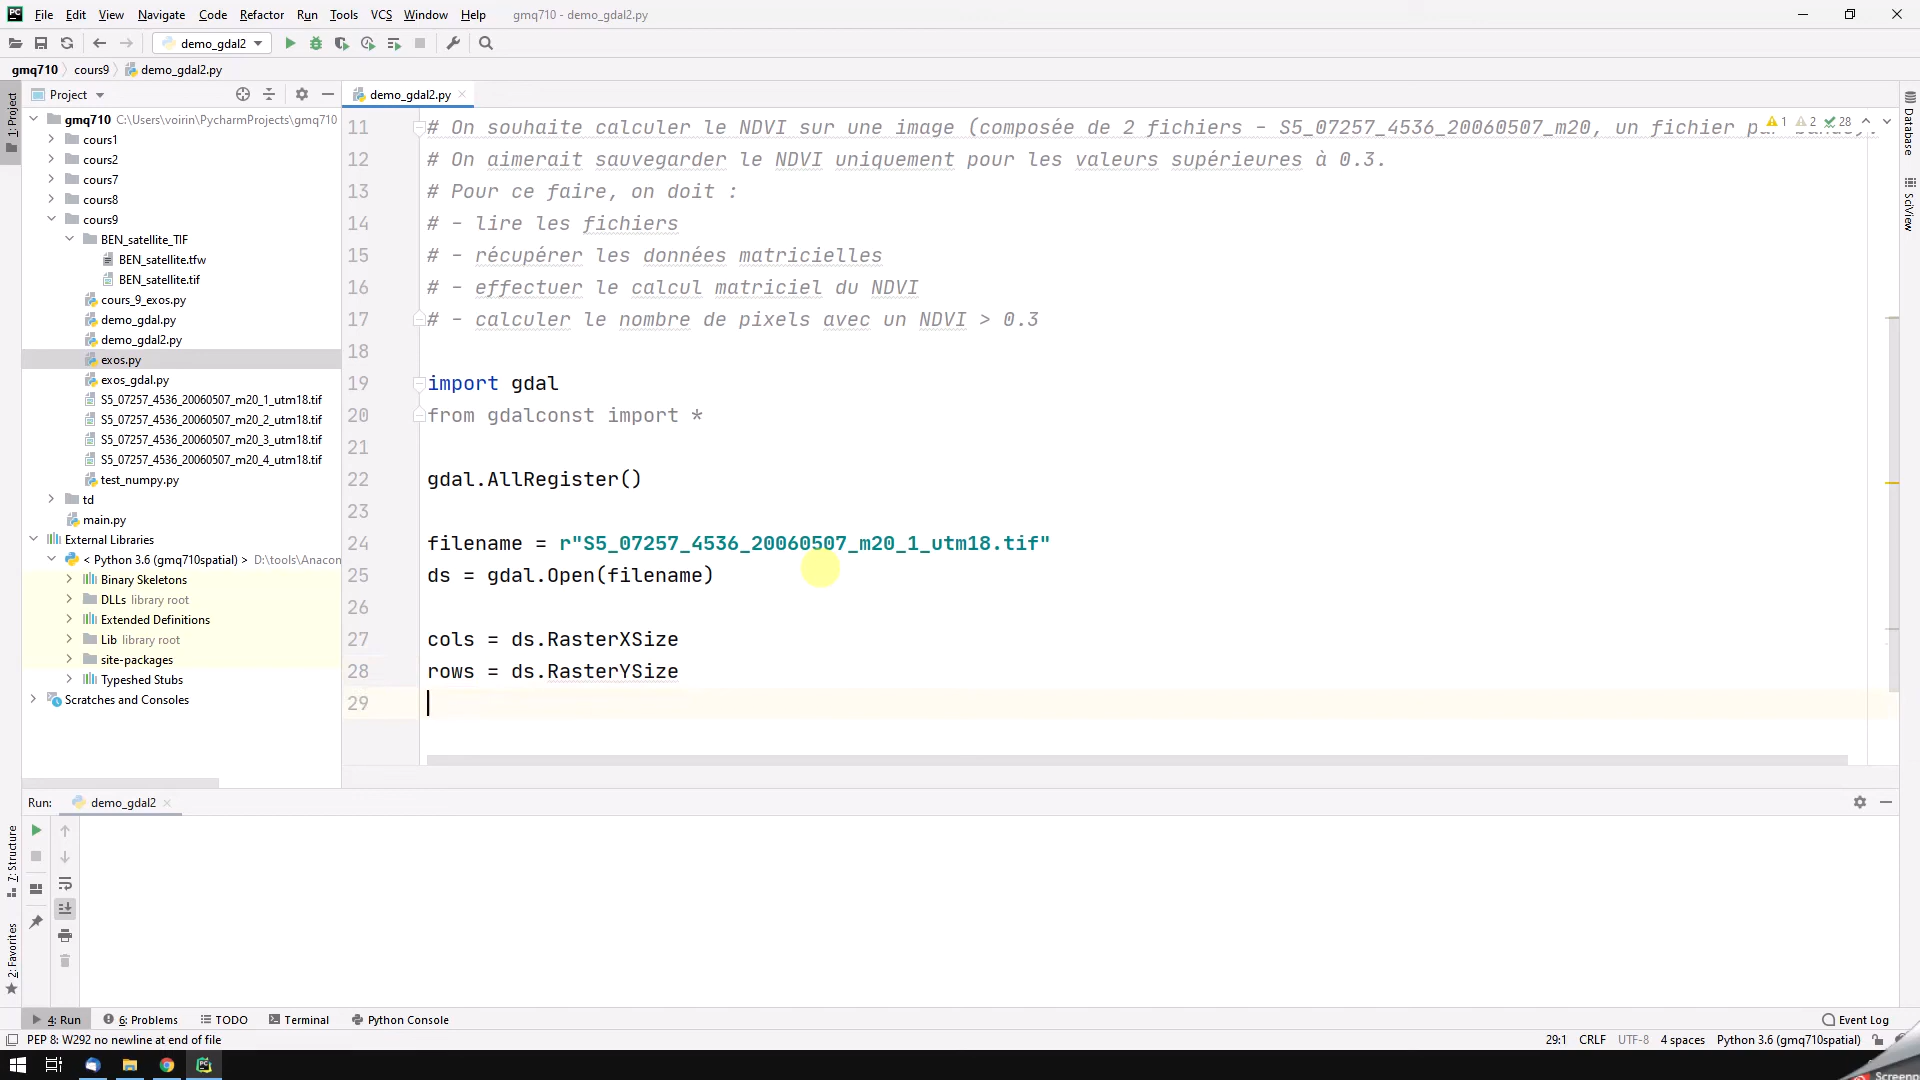 PC File Edit View Navigate Code Refactor Run Tools VCS Window Help gmq710 - demo_gdal2.py
demo_gdal2
gmq710 cours9 demo_gdal2.py
1: Project
Project
demo_gdal2.py
gmq710 C:\Users\voirin\PycharmProjects\gmq710
cours1
cours2
cours7
cours8
cours9
BEN_satellite_TIF
BEN_satellite.tfw
BEN_satellite.tif
cours_9_exos.py
demo_gdal.py
demo_gdal2.py
exos.py
exos_gdal.py
S5_07257_4536_20060507_m20_1_utm18.tif
S5_07257_4536_20060507_m20_2_utm18.tif
S5_07257_4536_20060507_m20_3_utm18.tif
S5_07257_4536_20060507_m20_4_utm18.tif
test_numpy.py
td
main.py
External Libraries
< Python 3.6 (gmq710spatial) > D:\tools\Anacon
Binary Skeletons
DLLs library root
Extended Definitions
Lib library root
site-packages
Typeshed Stubs
Scratches and Consoles
11 # On souhaite calculer le NDVI sur une image (composée de 2 fichiers - S5_07257_4536_20060507_m20, un fichier par bande).
1 2 28
12 # On aimerait sauvegarder le NDVI uniquement pour les valeurs supérieures à 0.3.
13 # Pour ce faire, on doit :
14 # - lire les fichiers
15 # - récupérer les données matricielles
16 # - effectuer le calcul matriciel du NDVI
17 # - calculer le nombre de pixels avec un NDVI > 0.3
18
19 import gdal
20 from gdalconst import *
21
22 gdal.AllRegister()
23
24 filename = r"S5_07257_4536_20060507_m20_1_utm18.tif"
25 ds = gdal.Open(filename)
26
27 cols = ds.RasterXSize
28 rows = ds.RasterYSize
29
Database
SciView
Run: demo_gdal2
7: Structure
2: Favorites
4: Run 6: Problems TODO Terminal Python Console Event Log
PEP 8: W292 no newline at end of file 29:1 CRLF UTF-8 4 spaces Python 3.6 (gmq710spatial)
PC